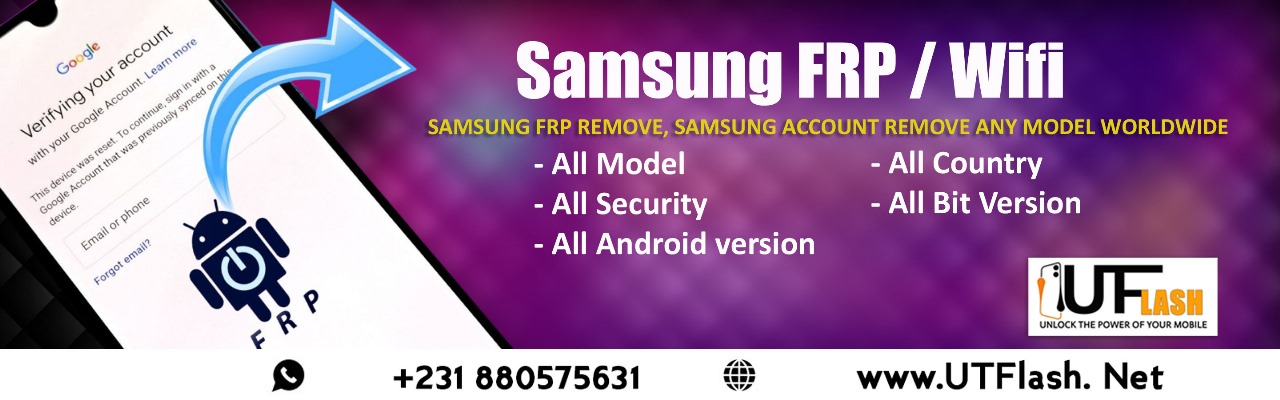 Google
Verifying your account
with your Google Account. Learn more
This device was reset. To continue, sign in with a
Google Account that was previously synced on this
device.
Email or phone
Forgot email?
F R P
Samsung FRP / Wifi
SAMSUNG FRP REMOVE, SAMSUNG ACCOUNT REMOVE ANY MODEL WORLDWIDE
- All Model
- All Security
- All Android version
- All Country
- All Bit Version
UTFLASH
UNLOCK THE POWER OF YOUR MOBILE
+231 880575631
www.UTFlash. Net